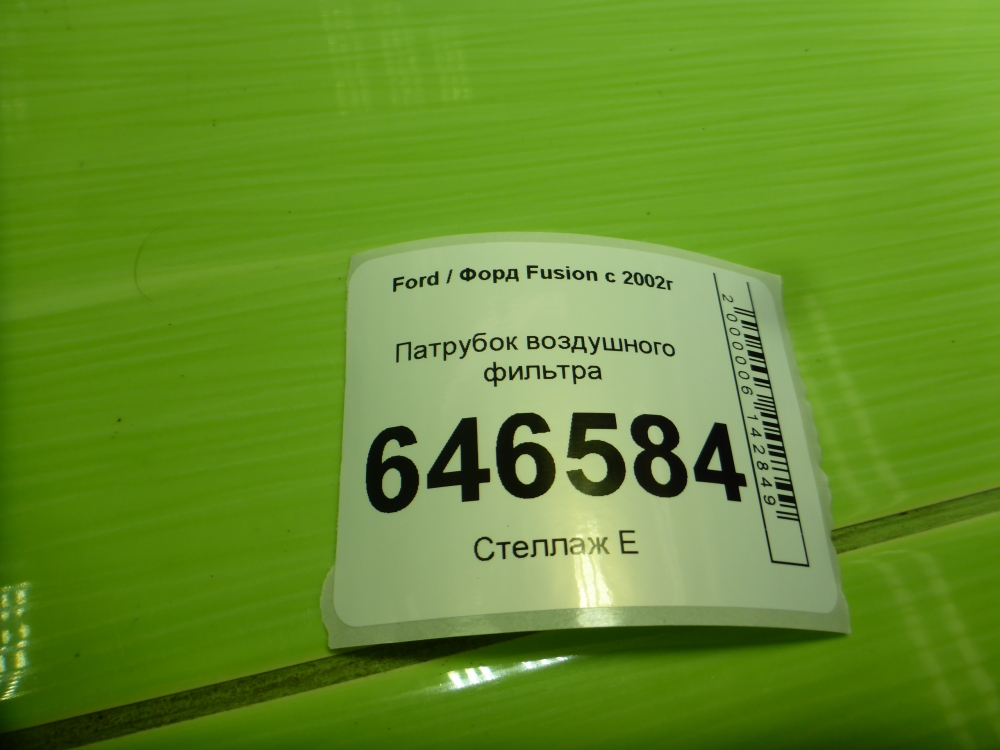 Ford / Форд Fusion с 2002г
Патрубок воздушного
фильтра
646584
Стеллаж Е
2000006142849